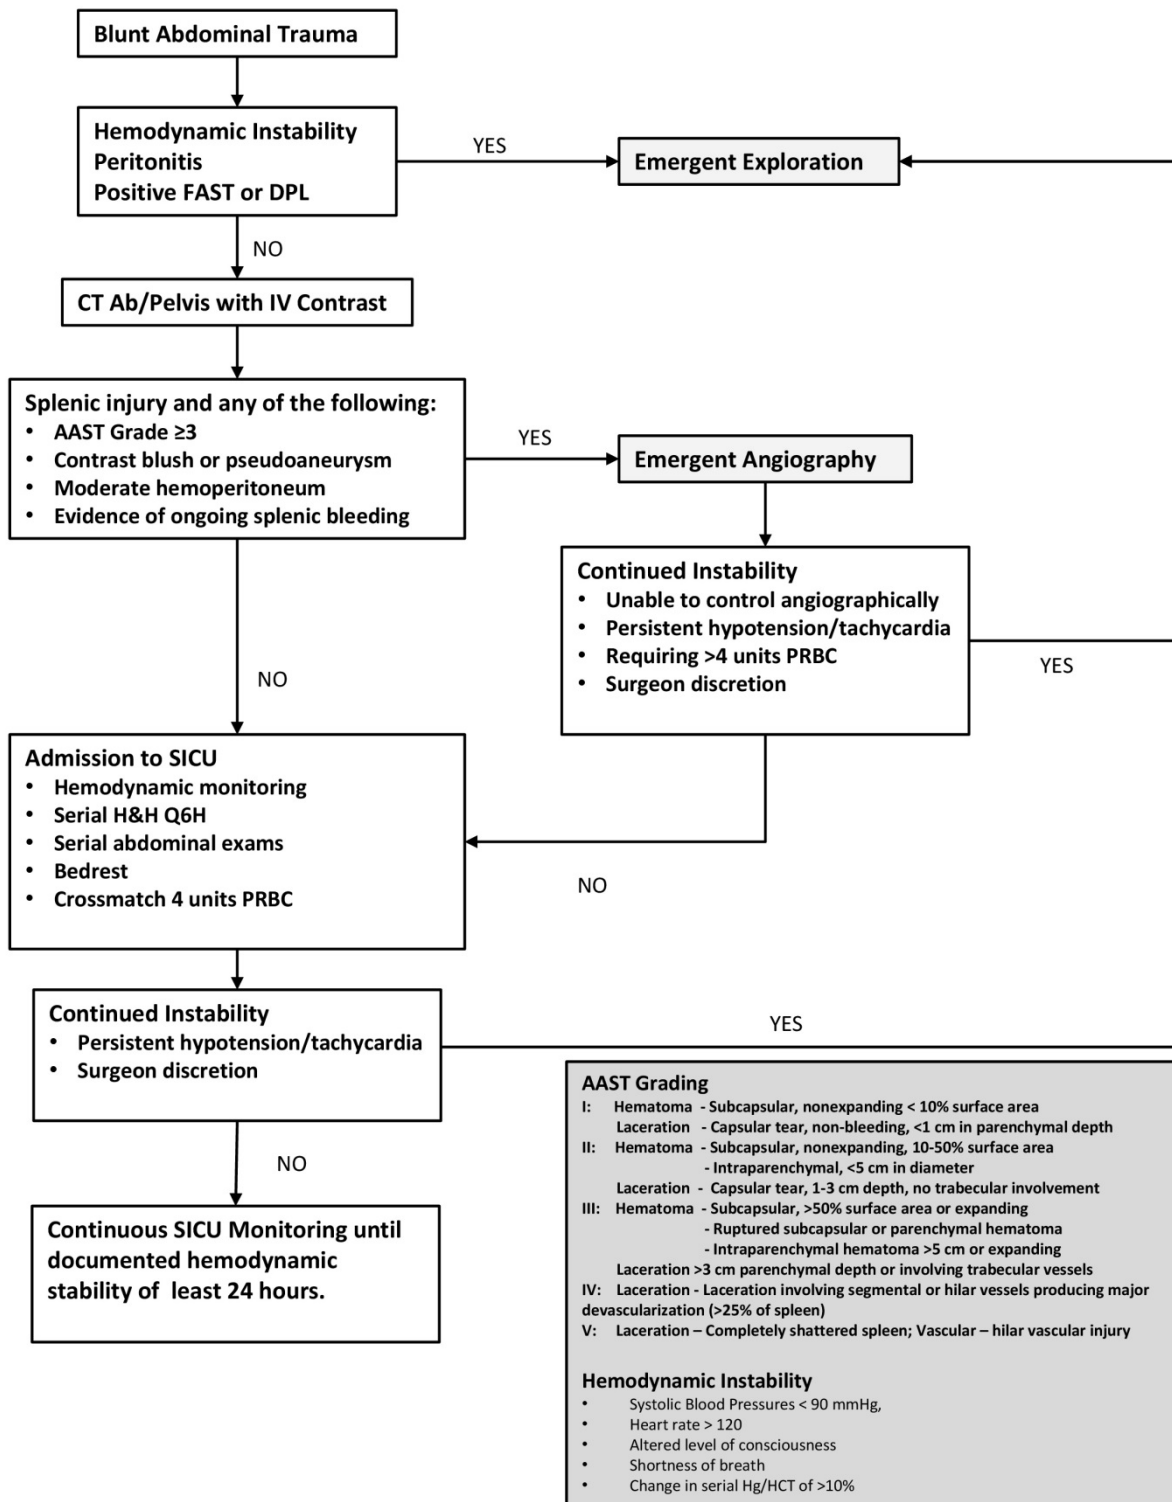 Blunt Abdominal Trauma
Hemodynamic Instability
Peritonitis
Positive FAST or DPL
YES
Emergent Exploration
NO
CT Ab/Pelvis with IV Contrast
Splenic injury and any of the following:
• AAST Grade ≥3
• Contrast blush or pseudoaneurysm
• Moderate hemoperitoneum
• Evidence of ongoing splenic bleeding
YES
Emergent Angiography
Continued Instability
• Unable to control angiographically
• Persistent hypotension/tachycardia
• Requiring >4 units PRBC
• Surgeon discretion
YES
NO
NO
Admission to SICU
• Hemodynamic monitoring
• Serial H&H Q6H
• Serial abdominal exams
• Bedrest
• Crossmatch 4 units PRBC
Continued Instability
• Persistent hypotension/tachycardia
• Surgeon discretion
YES
NO
Continuous SICU Monitoring until
documented hemodynamic
stability of least 24 hours.
AAST Grading
I: Hematoma - Subcapsular, nonexpanding < 10% surface area
Laceration - Capsular tear, non-bleeding, <1 cm in parenchymal depth
II: Hematoma - Subcapsular, nonexpanding, 10-50% surface area
- Intraparenchymal, <5 cm in diameter
Laceration - Capsular tear, 1-3 cm depth, no trabecular involvement
III: Hematoma - Subcapsular, >50% surface area or expanding
- Ruptured subcapsular or parenchymal hematoma
- Intraparenchymal hematoma >5 cm or expanding
Laceration >3 cm parenchymal depth or involving trabecular vessels
IV: Laceration - Laceration involving segmental or hilar vessels producing major
devascularization (>25% of spleen)
V: Laceration – Completely shattered spleen; Vascular – hilar vascular injury
Hemodynamic Instability
• Systolic Blood Pressures < 90 mmHg,
• Heart rate > 120
• Altered level of consciousness
• Shortness of breath
• Change in serial Hg/HCT of >10%